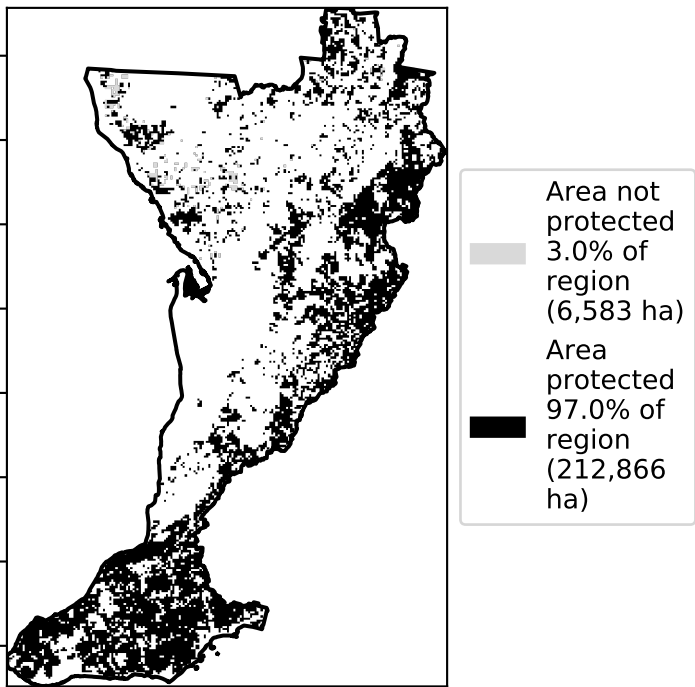 Area not
protected
3.0% of
region
(6,583 ha)
Area
protected
97.0% of
region
(212,866
ha)